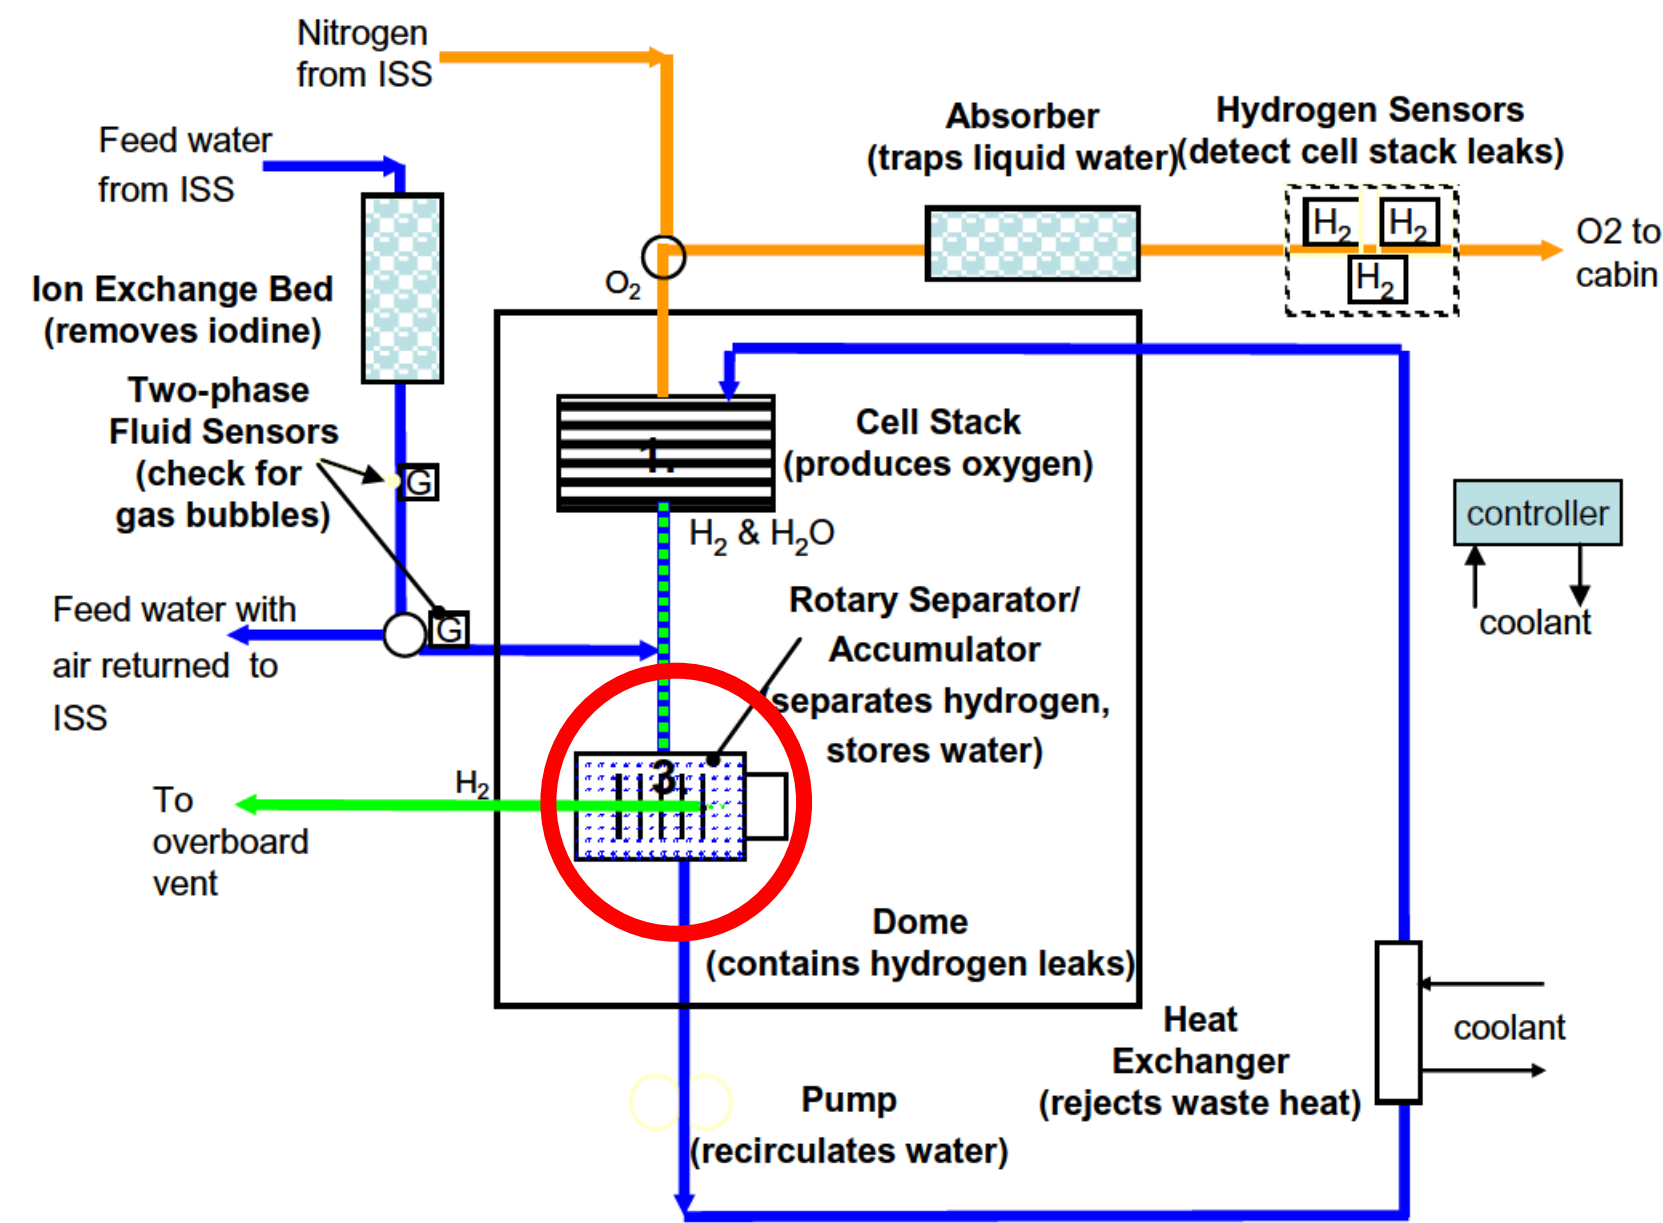 Nitrogen
from ISS
Feed water
from ISS
Absorber
(traps liquid water)
Hydrogen Sensors
(detect cell stack leaks)
H2
H2
H2
O2 to
cabin
O2
Ion Exchange Bed
(removes iodine)
Two-phase
Fluid Sensors
(check for
gas bubbles)
G
G
Cell Stack
(produces oxygen)
1.
H2 & H2O
controller
coolant
Feed water with
air returned to
ISS
Rotary Separator/
Accumulator
(separates hydrogen,
stores water)
3.
H2
To
overboard
vent
Dome
(contains hydrogen leaks)
Heat
Exchanger
(rejects waste heat)
coolant
Pump
(recirculates water)